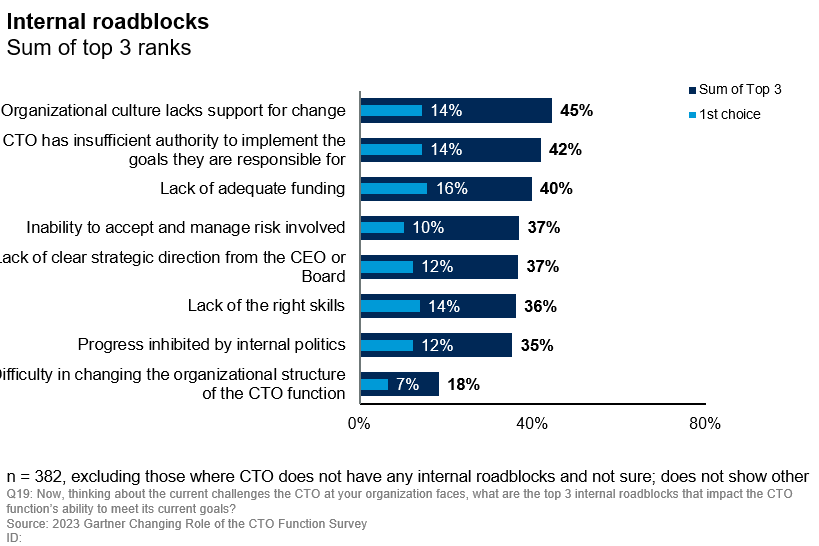 Internal roadblocks
Sum of top 3 ranks
Sum of Top 3
1st choice
Organizational culture lacks support for change
14%
45%
CTO has insufficient authority to implement the
goals they are responsible for
14%
42%
Lack of adequate funding
16%
40%
Inability to accept and manage risk involved
10%
37%
Lack of clear strategic direction from the CEO or
Board
12%
37%
Lack of the right skills
14%
36%
Progress inhibited by internal politics
12%
35%
Difficulty in changing the organizational structure
of the CTO function
7%
18%
0%
40%
80%
n = 382, excluding those where CTO does not have any internal roadblocks and not sure; does not show other
Q19: Now, thinking about the current challenges the CTO at your organization faces, what are the top 3 internal roadblocks that impact the CTO
function's ability to meet its current goals?
Source: 2023 Gartner Changing Role of the CTO Function Survey
ID: